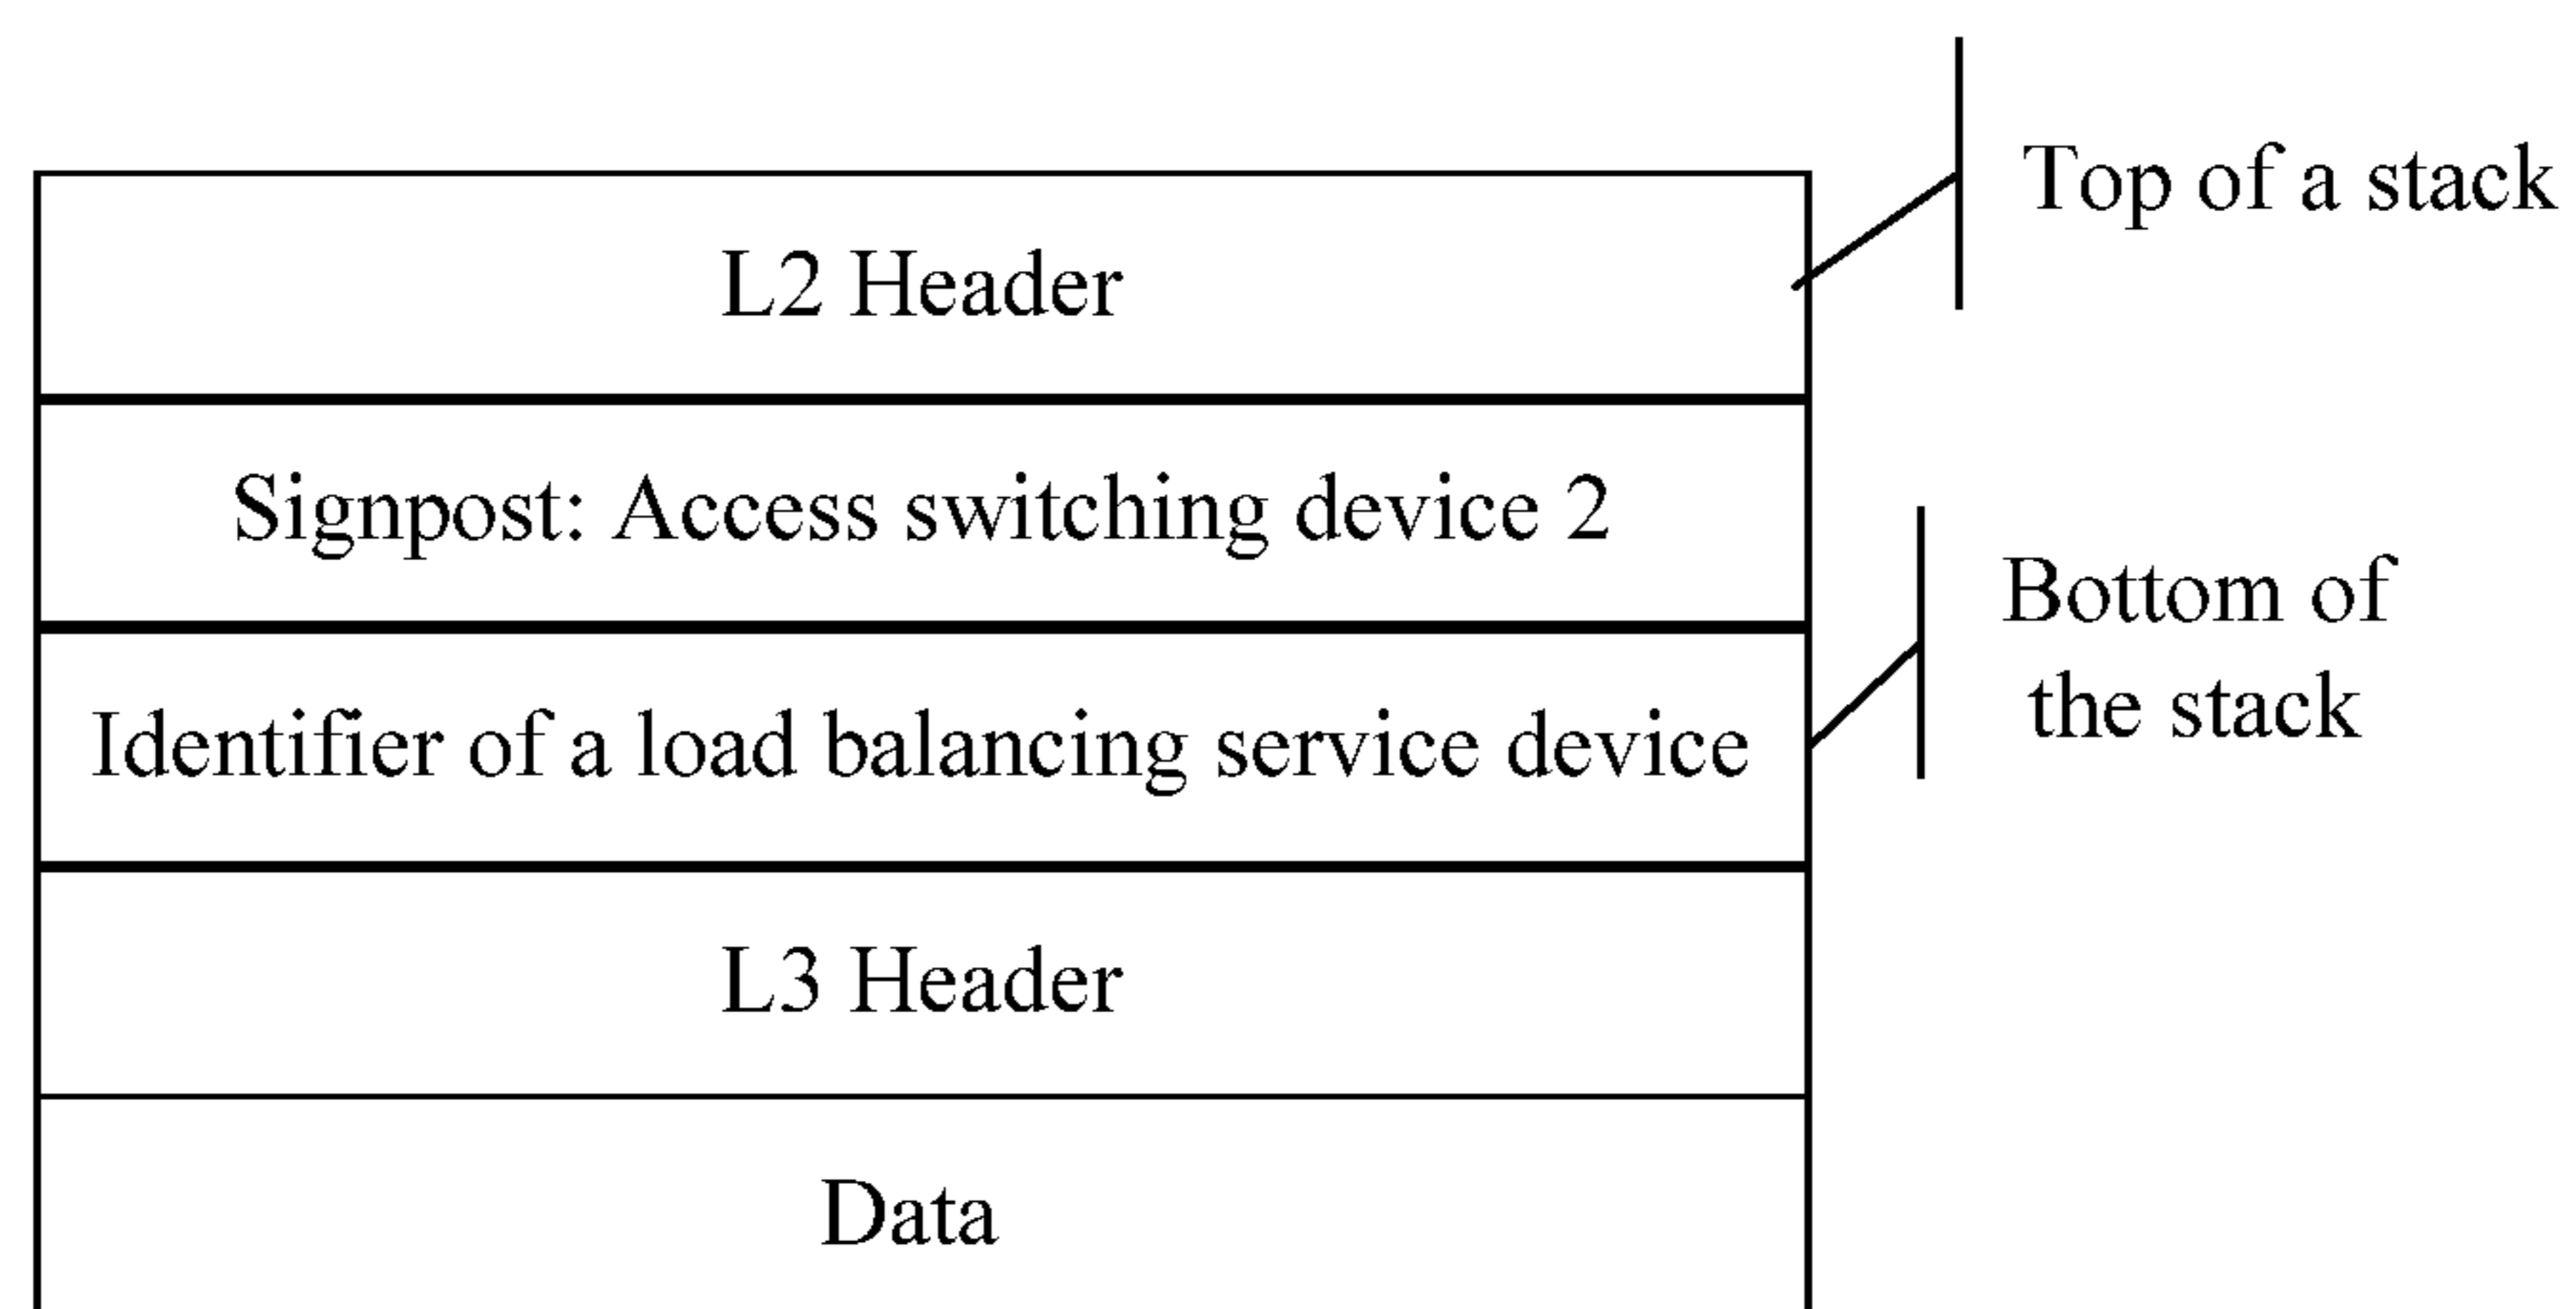 Top of a stack
L2 Header
Signpost: Access switching device 2
Bottom of
the stack
Identifier of a load balancing service device
L3 Header
Data